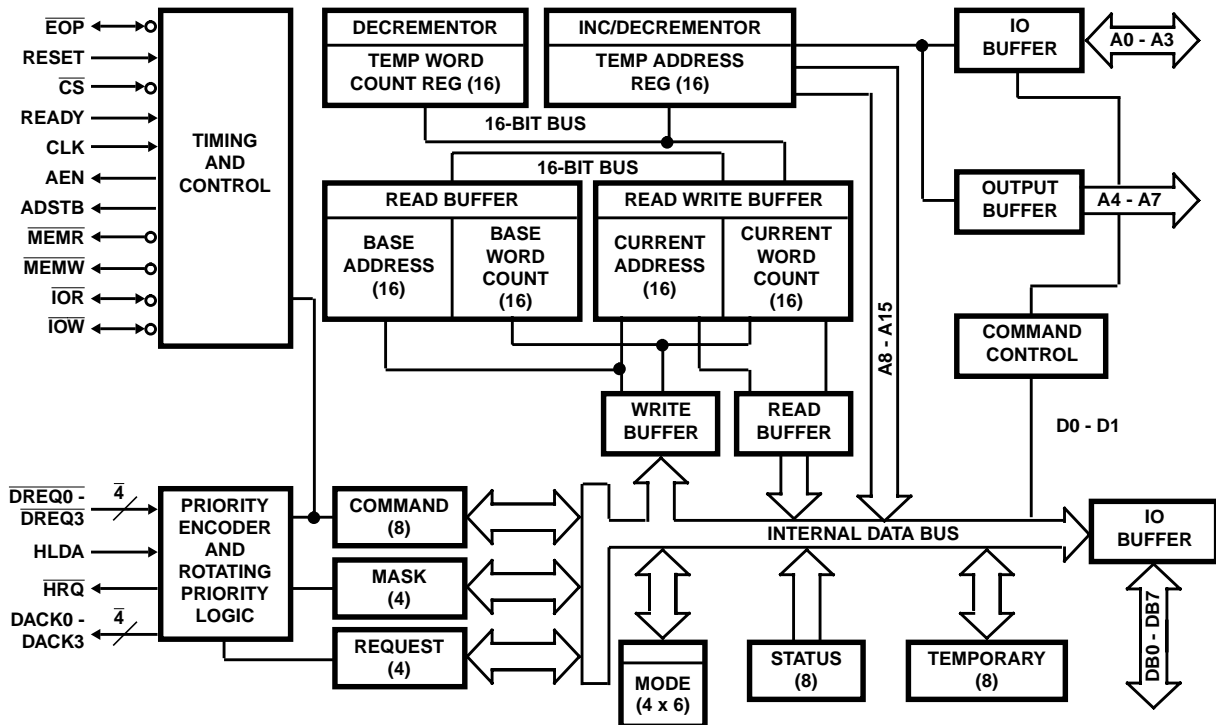 EOP
RESET
CS
READY
CLK
AEN
ADSTB
MEMR
MEMW
IOR
IOW
TIMING
AND
CONTROL
DECREMENTOR
TEMP WORD
COUNT REG (16)
INC/DECREMENTOR
TEMP ADDRESS
REG (16)
16-BIT BUS
16-BIT BUS
READ BUFFER
BASE
ADDRESS
(16)
BASE
WORD
COUNT
(16)
READ WRITE BUFFER
CURRENT
ADDRESS
(16)
CURRENT
WORD
COUNT
(16)
WRITE
BUFFER
READ
BUFFER
A8 - A15
IO
BUFFER
A0 - A3
OUTPUT
BUFFER
A4 - A7
COMMAND
CONTROL
D0 - D1
DREQ0 -
DREQ3
4
HLDA
HRQ
DACK0 -
DACK3
4
PRIORITY
ENCODER
AND
ROTATING
PRIORITY
LOGIC
COMMAND
(8)
MASK
(4)
REQUEST
(4)
INTERNAL DATA BUS
IO
BUFFER
DB0 - DB7
MODE
(4 x 6)
STATUS
(8)
TEMPORARY
(8)